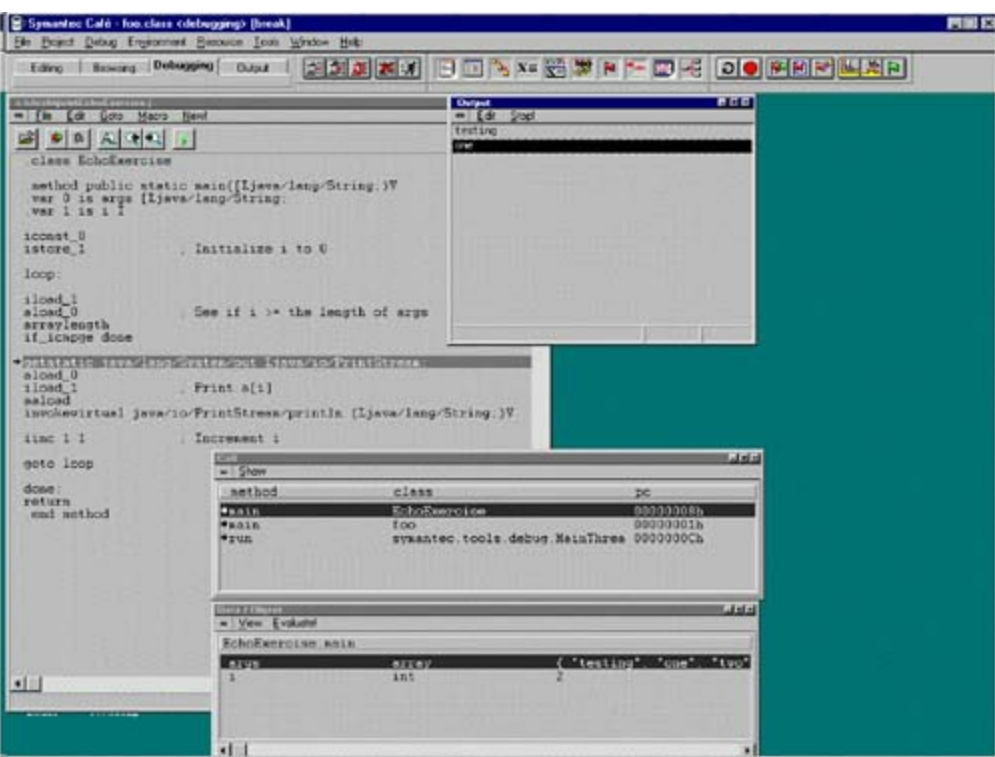 Symantec Café - foo.class <debugging> [break]
File Project Debug Environment Resource Tools Window Help
Editing Browsing Debugging Output
File Edit Goto Macro New!
.class EchoExercise
.method public static main([Ljava/lang/String;)V
.var 0 is args [Ljava/lang/String;
.var 1 is i I
iconst_0
istore_1 ; Initialize i to 0
loop:
iload_1
aload_0 ; See if i >= the length of args
arraylength
if_icmpge done
getstatic java/lang/System/out Ljava/io/PrintStream;
aload_0
iload_1 ; Print a[i]
aaload
invokevirtual java/io/PrintStream/println (Ljava/lang/String;)V
iinc 1 1 ; Increment i
goto loop
done:
return
.end method
Output
Edit Stop!
testing
one
Call
Show
method class pc
main EchoExercise 00000008h
main foo 00000001h
run symantec.tools.debug.MainThrea 0000000Ch
Data / Object
View Evaluate!
EchoExercise.main
args array { "testing", "one", "two"
i int 2